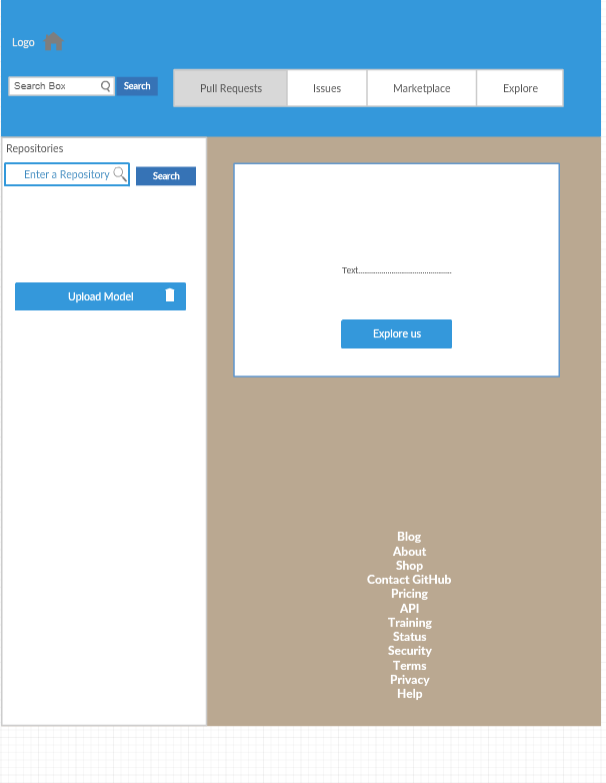 Logo
Search Box
Search
Pull Requests
Issues
Marketplace
Explore
Repositories
Enter a Repository
Search
Upload Model
Text.............................................
Explore us
Blog
About
Shop
Contact GitHub
Pricing
API
Training
Status
Security
Terms
Privacy
Help